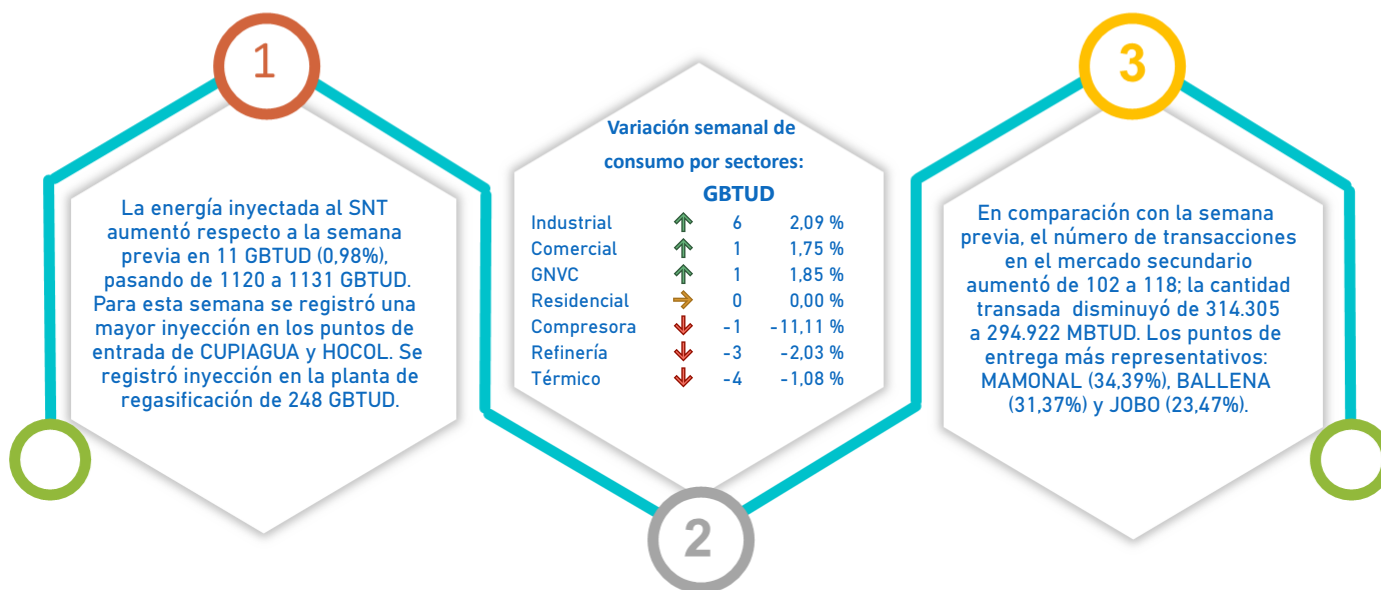 1
La energía inyectada al SNT
aumentó respecto a la semana
previa en 11 GBTUD (0,98%),
pasando de 1120 a 1131 GBTUD.
Para esta semana se registró una
mayor inyección en los puntos de
entrada de CUPIAGUA y HOCOL. Se
registró inyección en la planta de
regasificación de 248 GBTUD.
Variación semanal de
consumo por sectores:
GBTUD
Industrial 6 2,09 %
Comercial 1 1,75 %
GNVC 1 1,85 %
Residencial 0 0,00 %
Compresora -1 -11,11 %
Refinería -3 -2,03 %
Térmico -4 -1,08 %
2
3
En comparación con la semana
previa, el número de transacciones
en el mercado secundario
aumentó de 102 a 118; la cantidad
transada disminuyó de 314.305
a 294.922 MBTUD. Los puntos de
entrega más representativos:
MAMONAL (34,39%), BALLENA
(31,37%) y JOBO (23,47%).